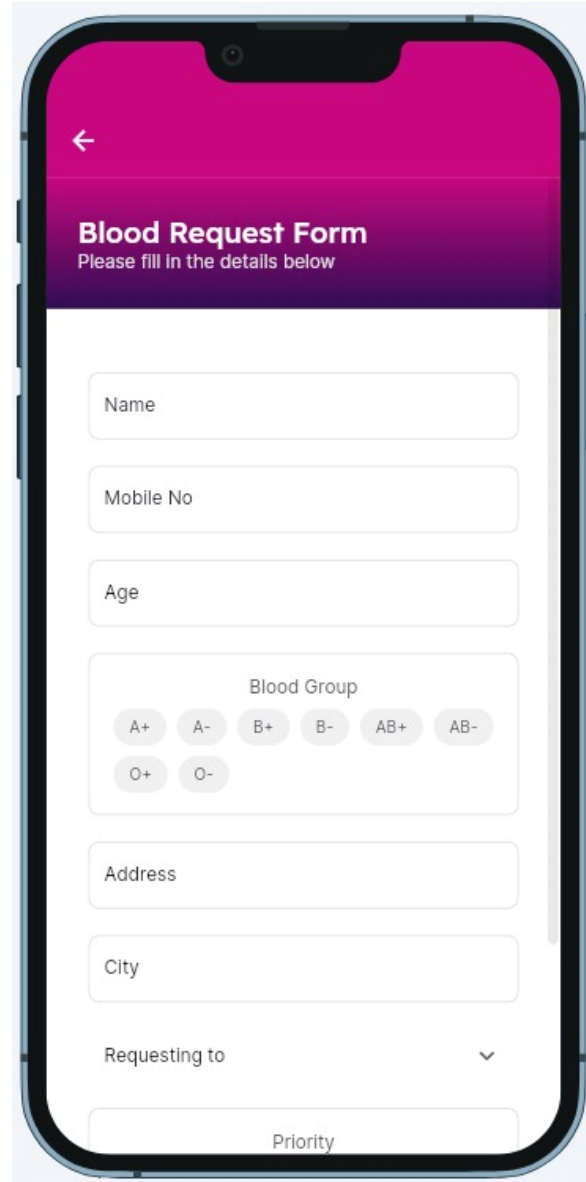 Blood Request Form
Please fill in the details below
Name
Mobile No
Age
Blood Group
A+ A- B+ B- AB+ AB-
O+ O-
Address
City
Requesting to
Priority